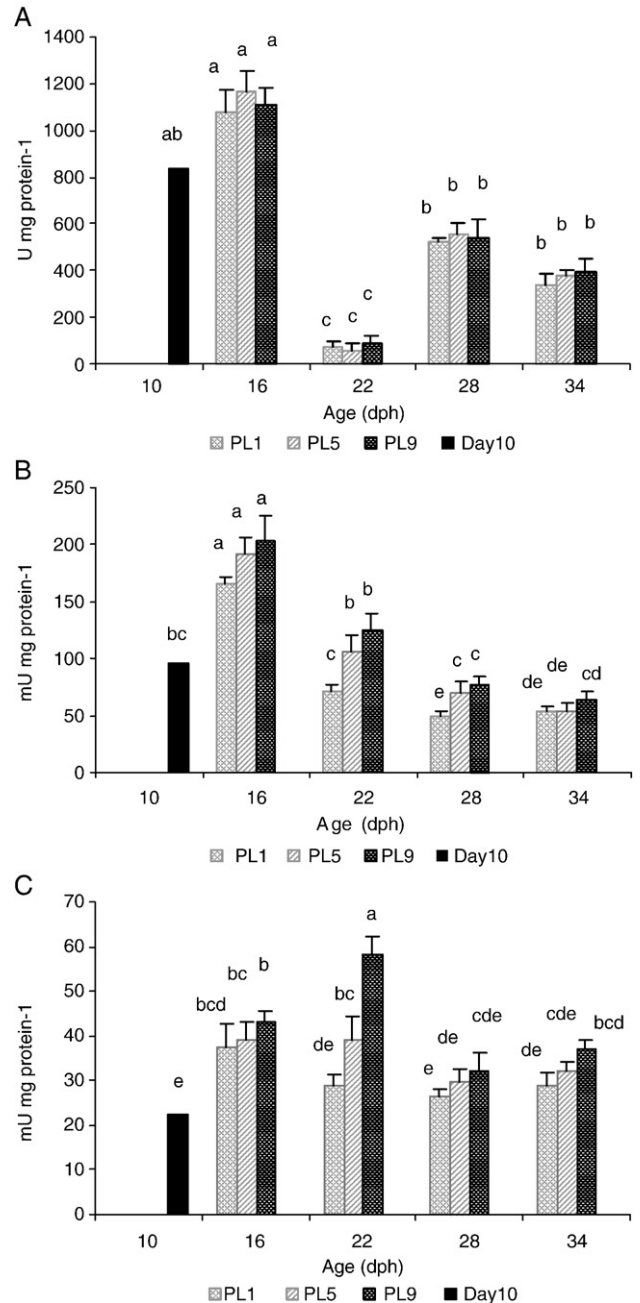 A
1400
1200
1000
800
600
400
200
0
U mg protein-1
ab
a a a
c c c
b b b
b b b
10 16 22 28 34
Age (dph)
PL1 PL5 PL9 Day10
B
250
200
150
100
50
0
mU mg protein-1
bc
a a a
c b b
e c c
de de cd
10 16 22 28 34
Age (dph)
PL1 PL5 PL9 Day10
C
70
60
50
40
30
20
10
0
mU mg protein-1
e
bcd bc b
de bc a
e de cde
de cde bcd
10 16 22 28 34
Age (dph)
PL1 PL5 PL9 Day10